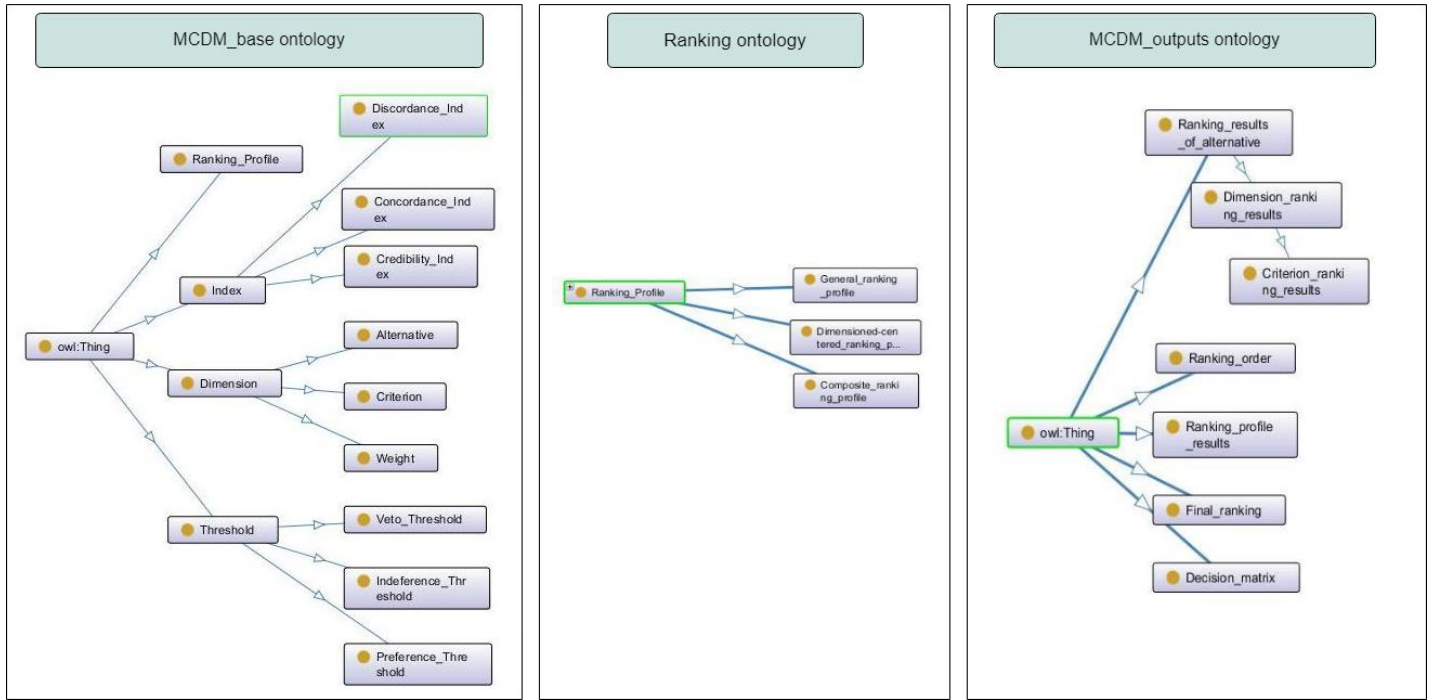 MCDM_base ontology
Discordance_Ind
ex
Ranking_Profile
Concordance_Ind
ex
Credibility_Ind
ex
Index
Alternative
owl:Thing
Dimension
Criterion
Weight
Veto_Threshold
Threshold
Indeference_Thr
eshold
Preference_Thre
shold
Ranking ontology
General_ranking
_profile
Ranking_Profile
Dimensioned-cen
tered_ranking_p...
Composite_ranki
ng_profile
MCDM_outputs ontology
Ranking_results
_of_alternative
Dimension_ranki
ng_results
Criterion_ranki
ng_results
Ranking_order
owl:Thing
Ranking_profile
_results
Final_ranking
Decision_matrix